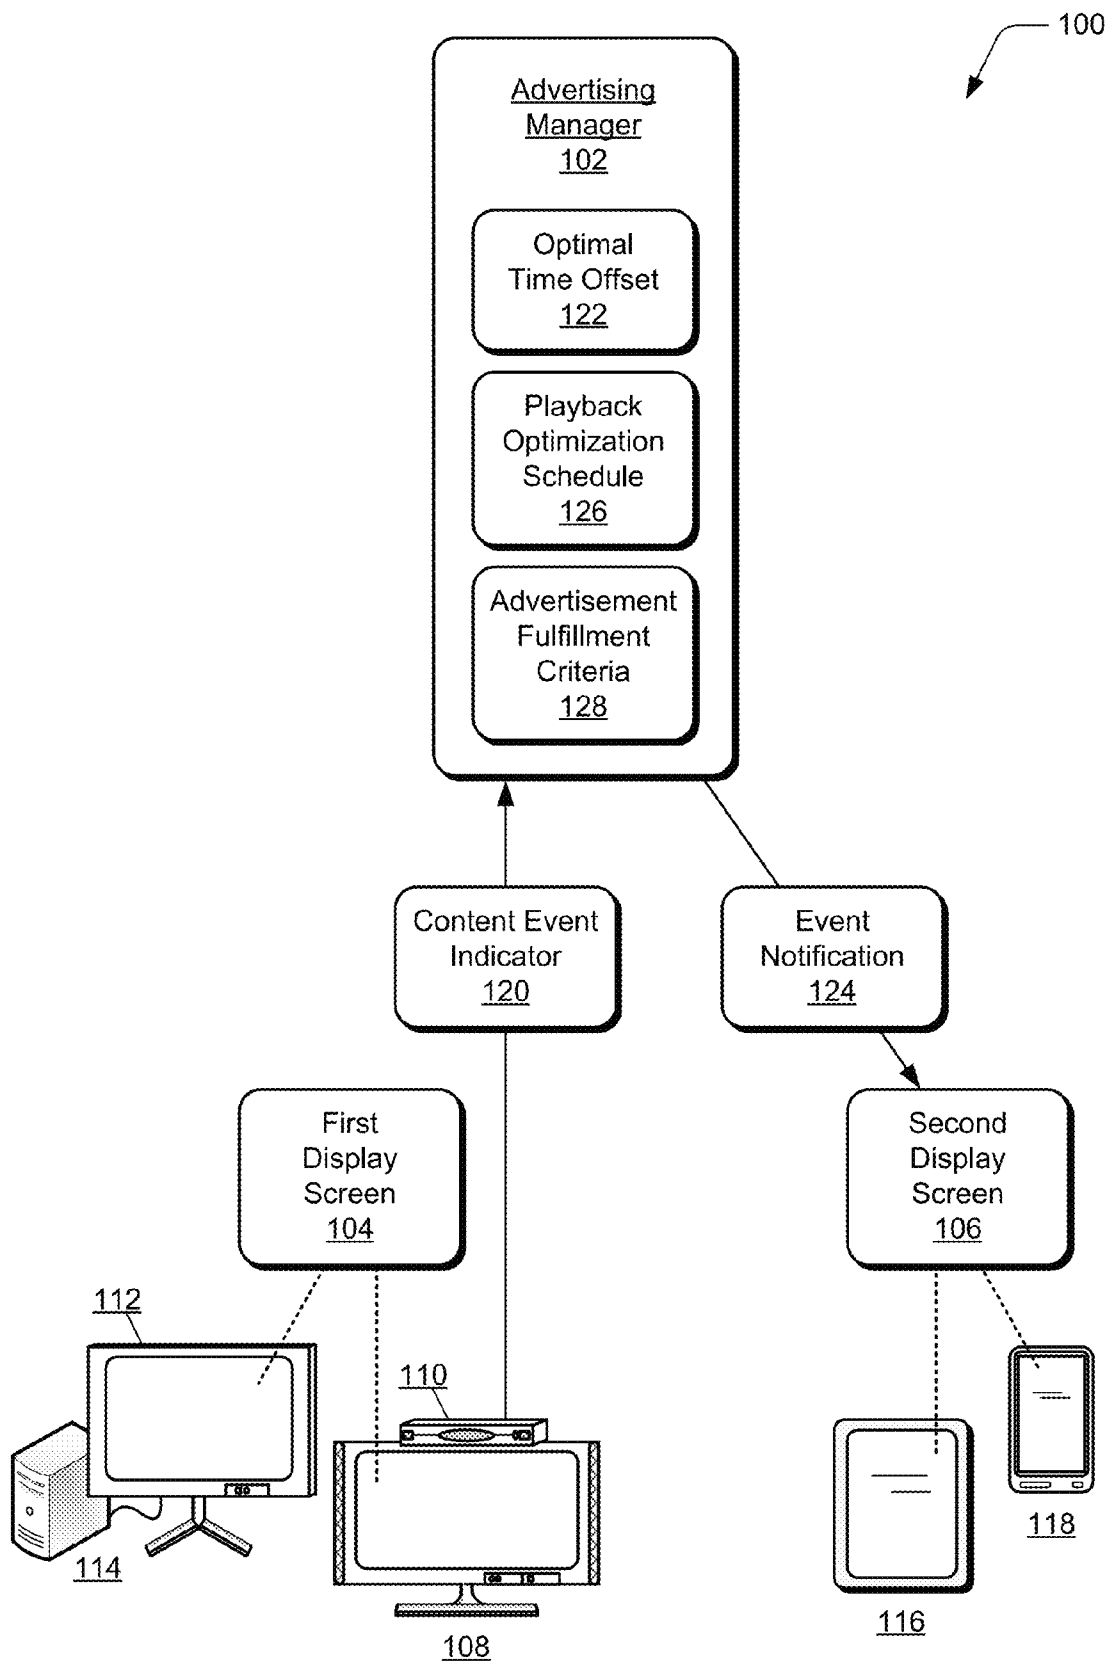 100
Advertising
Manager
102
Optimal
Time Offset
122
Playback
Optimization
Schedule
126
Advertisement
Fulfillment
Criteria
128
Content Event
Indicator
120
Event
Notification
124
First
Display
Screen
104
Second
Display
Screen
106
112
110
114
108
116
118